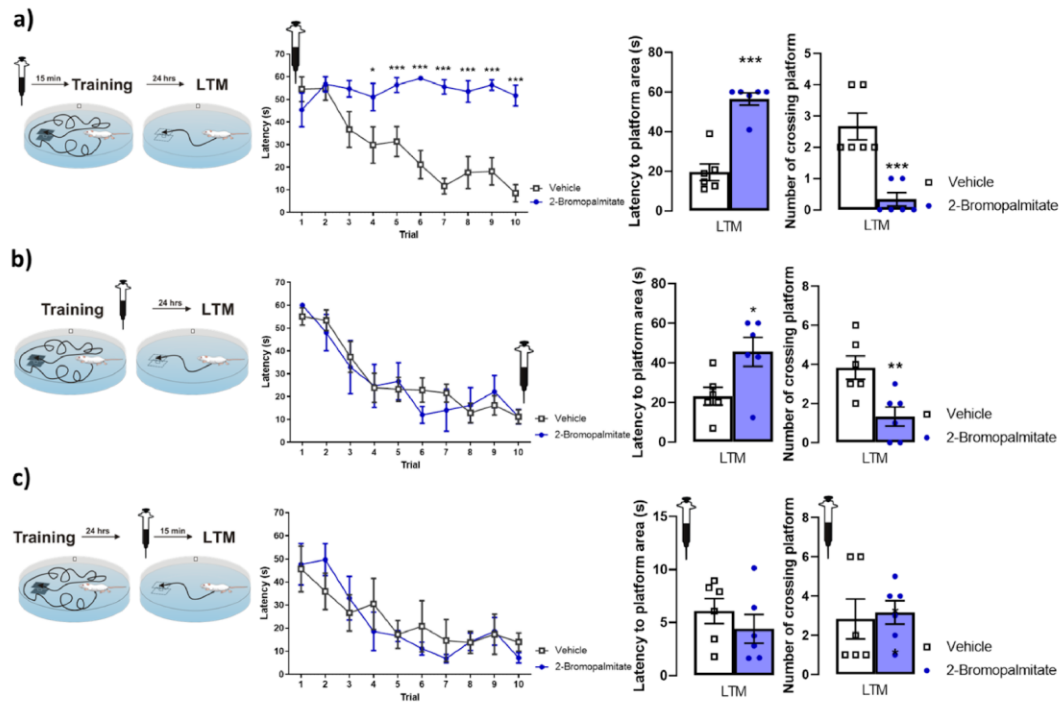 a)
15 min
Training
24 hrs
LTM
Latency (s)
70
60
50
40
30
20
10
0
* *** *** *** *** *** ***
1 2 3 4 5 6 7 8 9 10
Trial
Vehicle
2-Bromopalmitate
Latency to platform area (s)
80
60
40
20
0
***
LTM
Number of crossing platform
5
4
3
2
1
0
***
LTM
Vehicle
2-Bromopalmitate
b)
Training
24 hrs
LTM
Latency (s)
70
60
50
40
30
20
10
0
1 2 3 4 5 6 7 8 9 10
Trial
Vehicle
2-Bromopalmitate
Latency to platform area (s)
80
60
40
20
0
*
LTM
Number of crossing platform
8
6
4
2
0
**
LTM
Vehicle
2-Bromopalmitate
c)
Training
24 hrs
15 min
LTM
Latency (s)
70
60
50
40
30
20
10
0
1 2 3 4 5 6 7 8 9 10
Trial
Vehicle
2-Bromopalmitate
Latency to platform area (s)
15
10
5
0
LTM
Number of crossing platform
8
6
4
2
0
LTM
Vehicle
2-Bromopalmitate